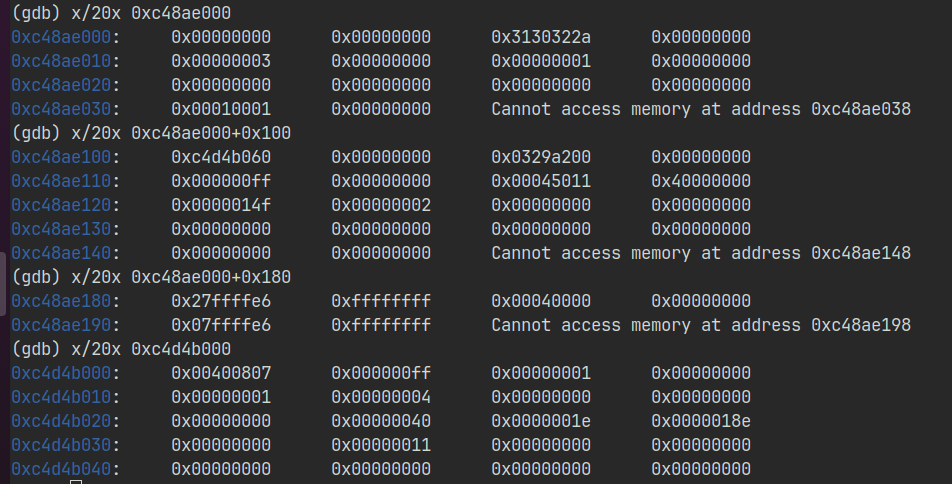 (gdb) x/20x 0xc48ae000
0xc48ae000: 0x00000000 0x00000000 0x3130322a 0x00000000
0xc48ae010: 0x00000003 0x00000000 0x00000001 0x00000000
0xc48ae020: 0x00000000 0x00000000 0x00000000 0x00000000
0xc48ae030: 0x00010001 0x00000000 Cannot access memory at address 0xc48ae038
(gdb) x/20x 0xc48ae000+0x100
0xc48ae100: 0xc4d4b060 0x00000000 0x0329a200 0x00000000
0xc48ae110: 0x000000ff 0x00000000 0x00045011 0x40000000
0xc48ae120: 0x0000014f 0x00000002 0x00000000 0x00000000
0xc48ae130: 0x00000000 0x00000000 0x00000000 0x00000000
0xc48ae140: 0x00000000 0x00000000 Cannot access memory at address 0xc48ae148
(gdb) x/20x 0xc48ae000+0x180
0xc48ae180: 0x27ffffe6 0xffffffff 0x00040000 0x00000000
0xc48ae190: 0x07ffffe6 0xffffffff Cannot access memory at address 0xc48ae198
(gdb) x/20x 0xc4d4b000
0xc4d4b000: 0x00400807 0x000000ff 0x00000001 0x00000000
0xc4d4b010: 0x00000001 0x00000004 0x00000000 0x00000000
0xc4d4b020: 0x00000000 0x00000040 0x0000001e 0x0000018e
0xc4d4b030: 0x00000000 0x00000011 0x00000000 0x00000000
0xc4d4b040: 0x00000000 0x00000000 0x00000000 0x00000000